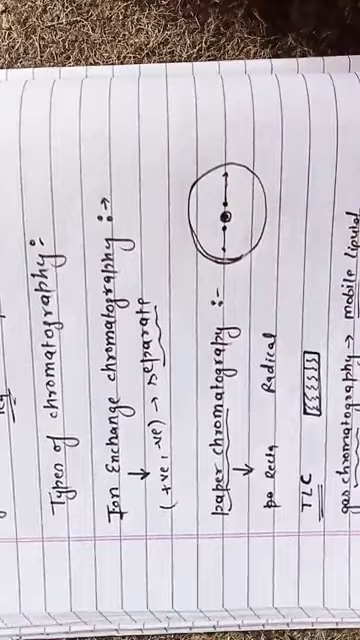 Types of chromatography:-
Ion Exchange chromatography :→
↓
(+ve, -ve) → separate
paper chromatography :-
↓
Radical
TLC
gas chromatography → mobile liquid